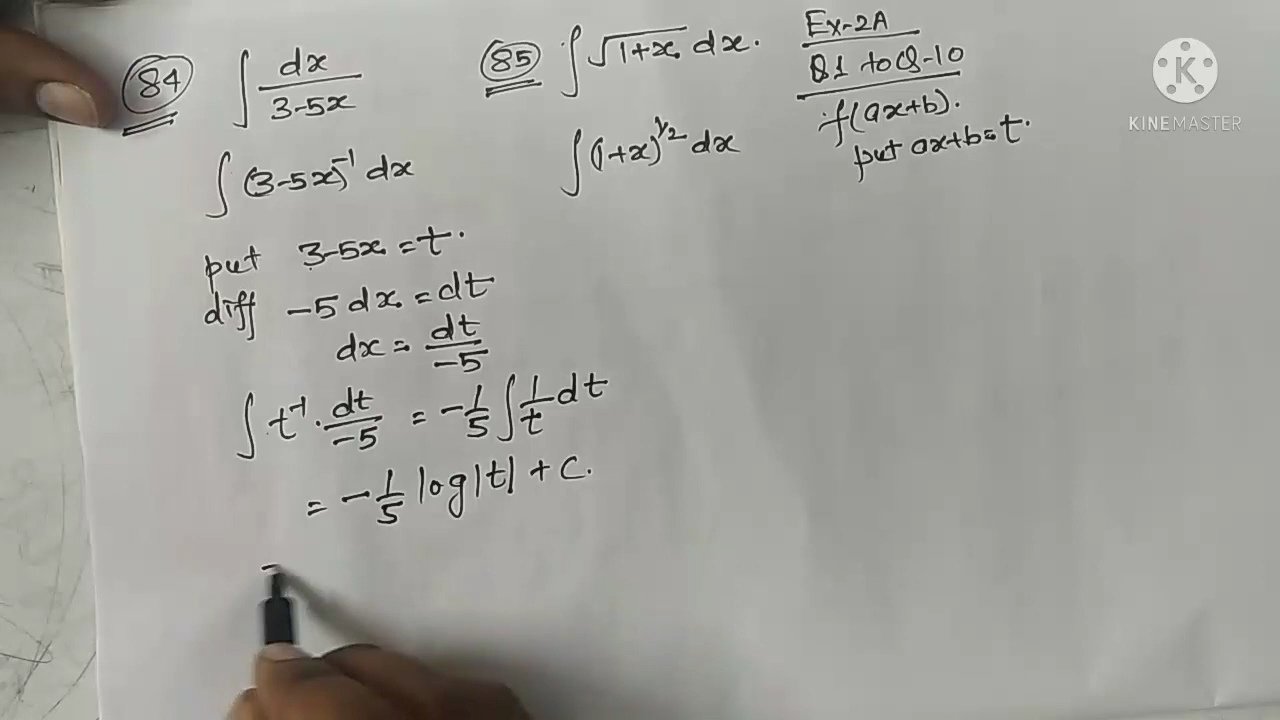 84 ∫ dx / 3-5x
∫ (3-5x)⁻¹ dx
put 3-5x = t.
diff -5 dx = dt
dx = dt / -5
∫ t⁻¹ . dt / -5 = -1/5 ∫ 1/t dt
= -1/5 log|t| + C.
85 ∫ √1+x dx.
∫ (1+x)^1/2 dx
Ex-2A
Q1 to Q-10
f(ax+b).
put ax+b=t.
K
KINEMASTER